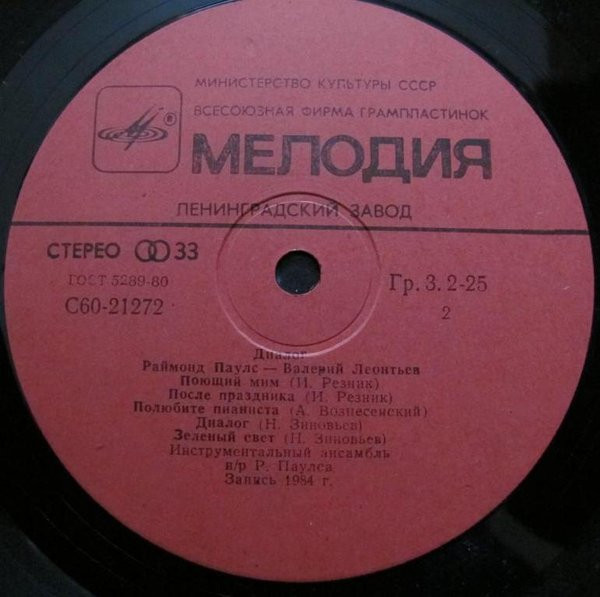 МИНИСТЕРСТВО КУЛЬТУРЫ СССР
ВСЕСОЮЗНАЯ ФИРМА ГРАМПЛАСТИНОК
®
МЕЛОДИЯ
ЛЕНИНГРАДСКИЙ ЗАВОД
СТЕРЕО 33
ГОСТ 5289-80
С60-21272
Гр. 3. 2-25
2
Диалог
Раймонд Паулс — Валерий Леонтьев
Поющий мим (И. Резник)
После праздника (И. Резник)
Полюбите пианиста (А. Вознесенский)
Диалог (Н. Зиновьев)
Зеленый свет (Н. Зиновьев)
Инструментальный ансамбль
п/р Р. Паулса
Запись 1984 г.